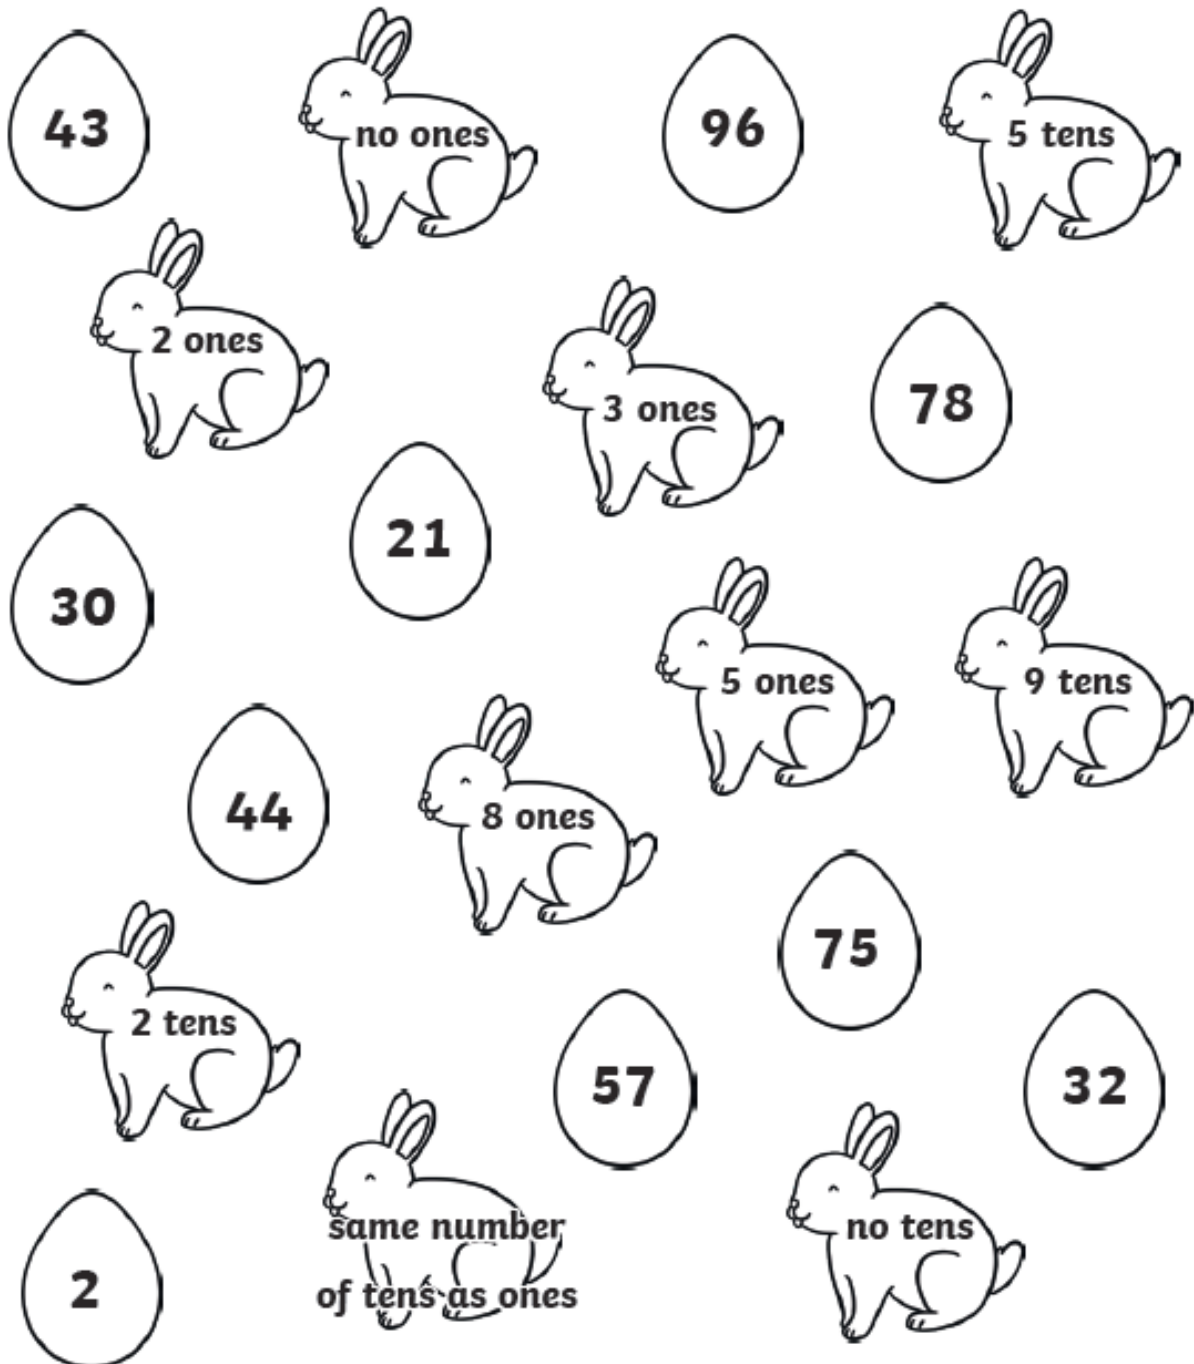 43
no ones
96
5 tens
2 ones
3 ones
78
21
30
5 ones
9 tens
44
8 ones
75
2 tens
57
32
same number
of tens as ones
no tens
2